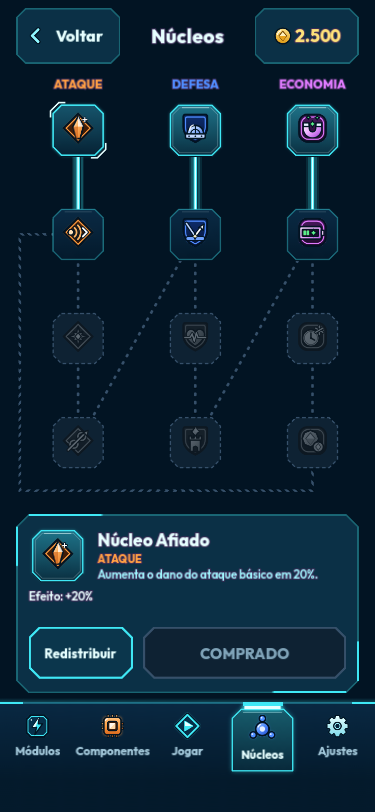 Voltar
Núcleos
2.500
ATAQUE
DEFESA
ECONOMIA
Núcleo Afiado
ATAQUE
Aumenta o dano do ataque básico em 20%.
Efeito: +20%
Redistribuir
COMPRADO
Módulos
Componentes
Jogar
Núcleos
Ajustes